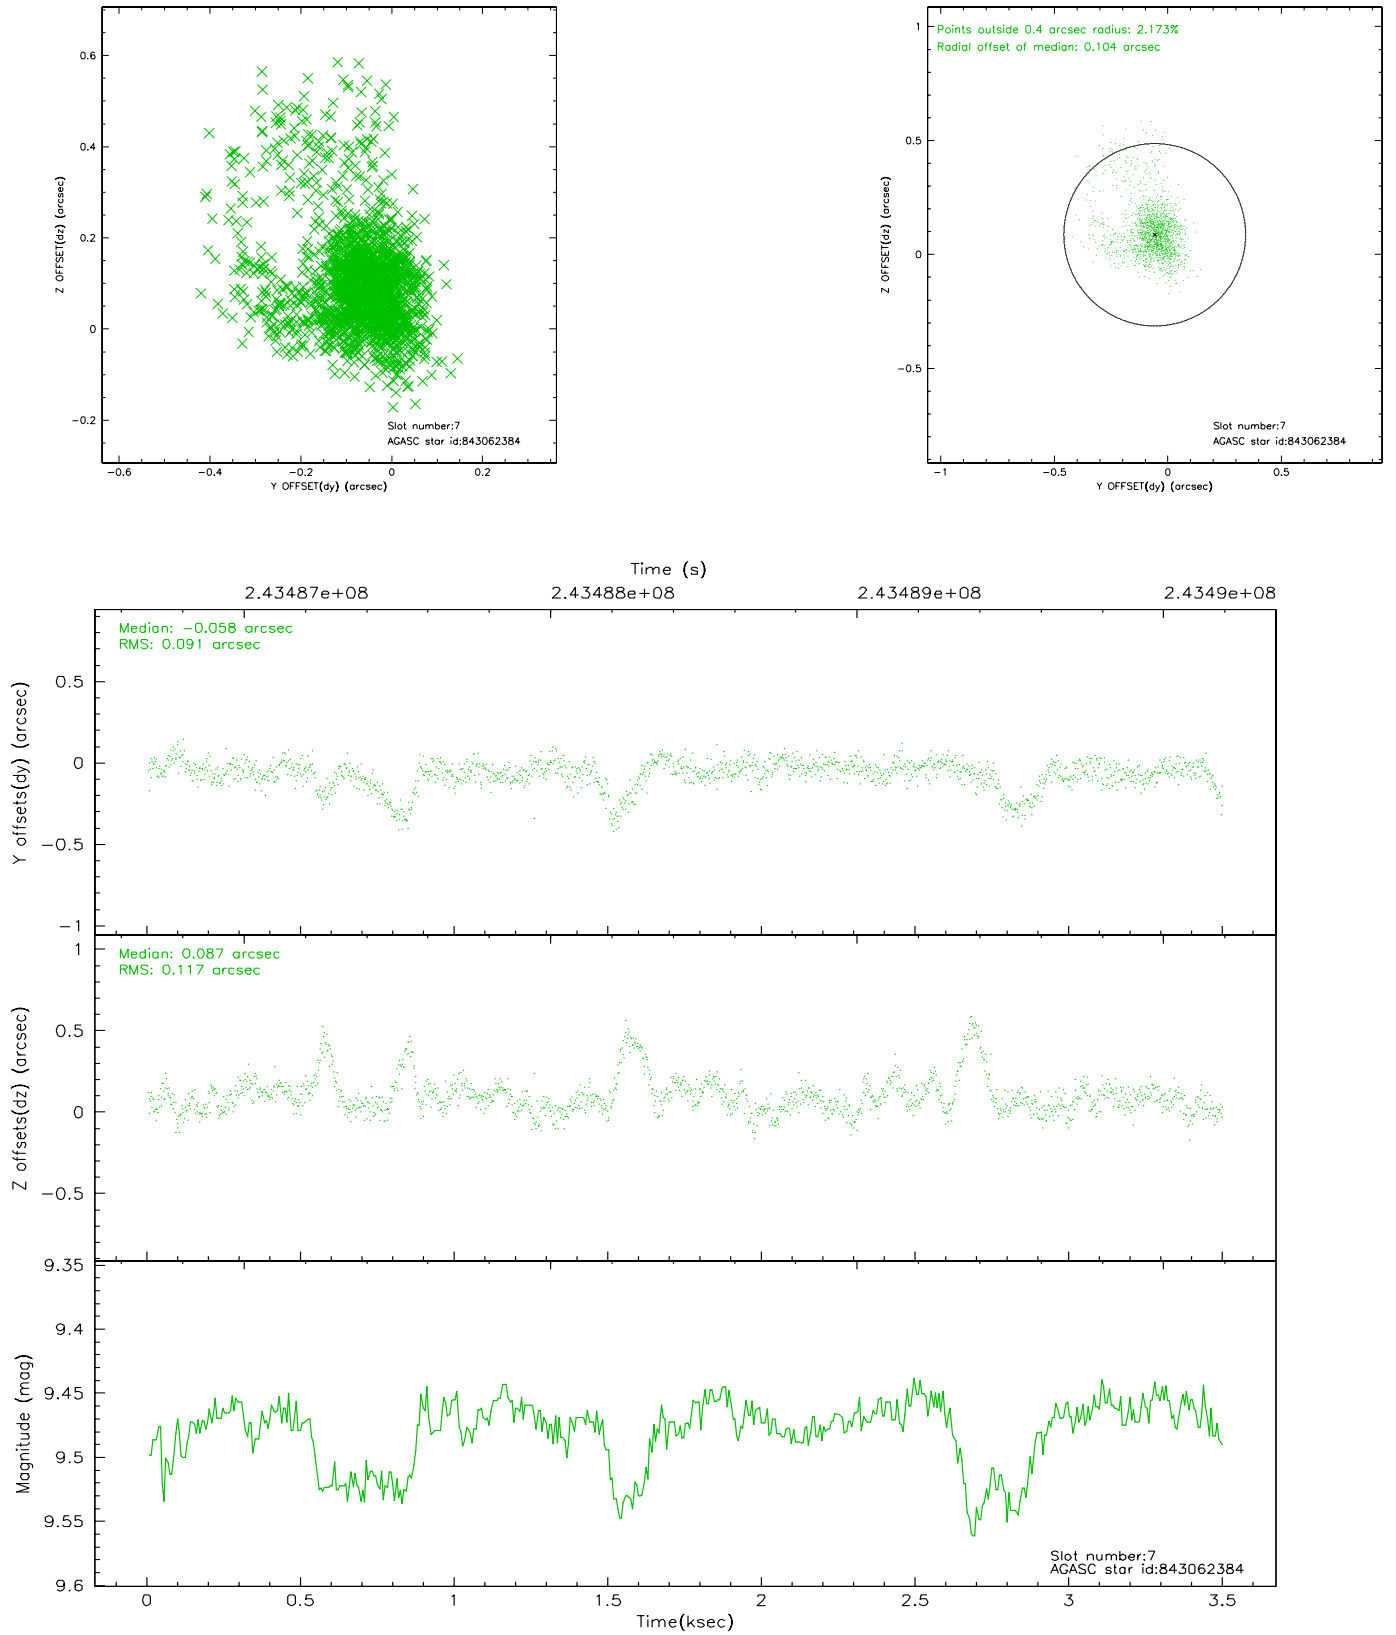 0.6
0.4
0.2
0
−0.2
Z OFFSET(dz) (arcsec)
Slot number:7
AGASC star id:843062384
−0.6 −0.4 −0.2 0 0.2
Y OFFSET(dy) (arcsec)
Points outside 0.4 arcsec radius: 2.173%
Radial offset of median: 0.104 arcsec
1
0.5
0
−0.5
−1
Z OFFSET(dz) (arcsec)
Slot number:7
AGASC star id:843062384
−1 −0.5 0 0.5
Y OFFSET(dy) (arcsec)
Time (s)
2.43487e+08 2.43488e+08 2.43489e+08 2.4349e+08
Median: −0.058 arcsec
RMS: 0.091 arcsec
0.5
0
−0.5
−1
Y offsets(dy) (arcsec)
Median: 0.087 arcsec
RMS: 0.117 arcsec
1
0.5
0
−0.5
Z offsets(dz) (arcsec)
9.35
9.4
9.45
9.5
9.55
9.6
Magnitude (mag)
Slot number:7
AGASC star id:843062384
0 0.5 1 1.5 2 2.5 3 3.5
Time(ksec)